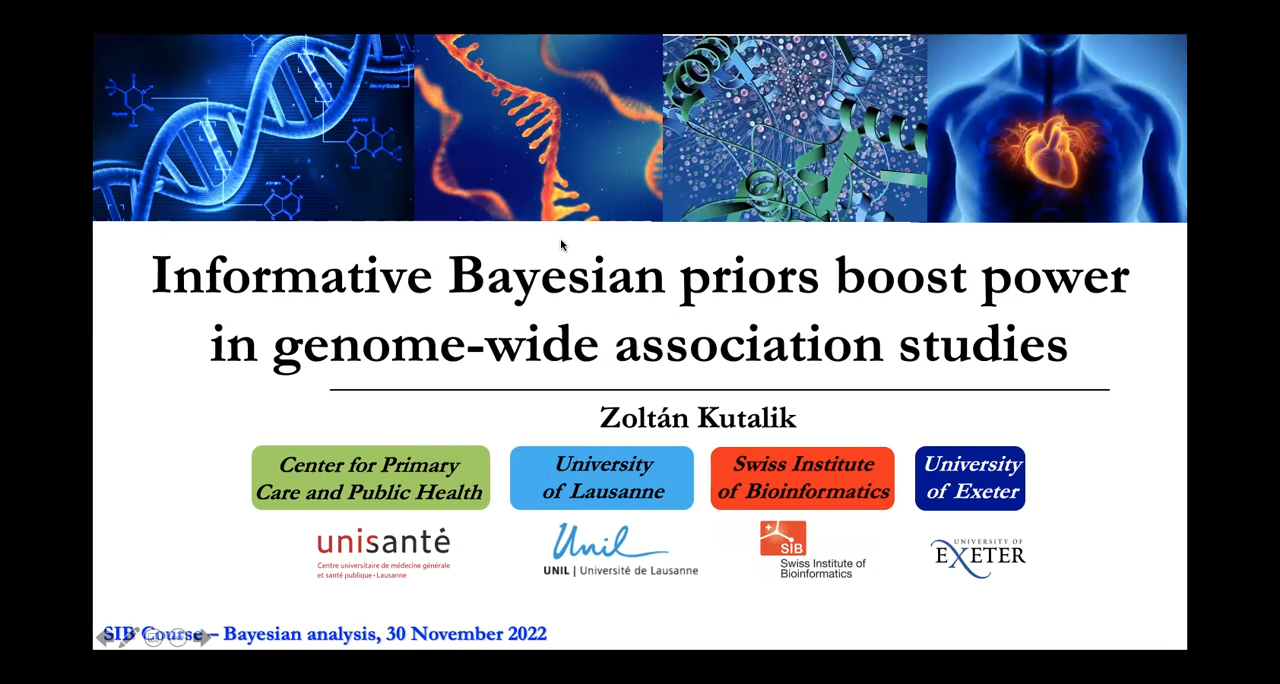 Informative Bayesian priors boost power
in genome-wide association studies
Zoltán Kutalik
Center for Primary
Care and Public Health
University
of Lausanne
Swiss Institute
of Bioinformatics
University
of Exeter
unisanté
Centre universitaire de médecine générale
et santé publique • Lausanne
Unil
UNIL | Université de Lausanne
SIB
Swiss Institute of
Bioinformatics
UNIVERSITY OF
EXETER
SIB Course – Bayesian analysis, 30 November 2022